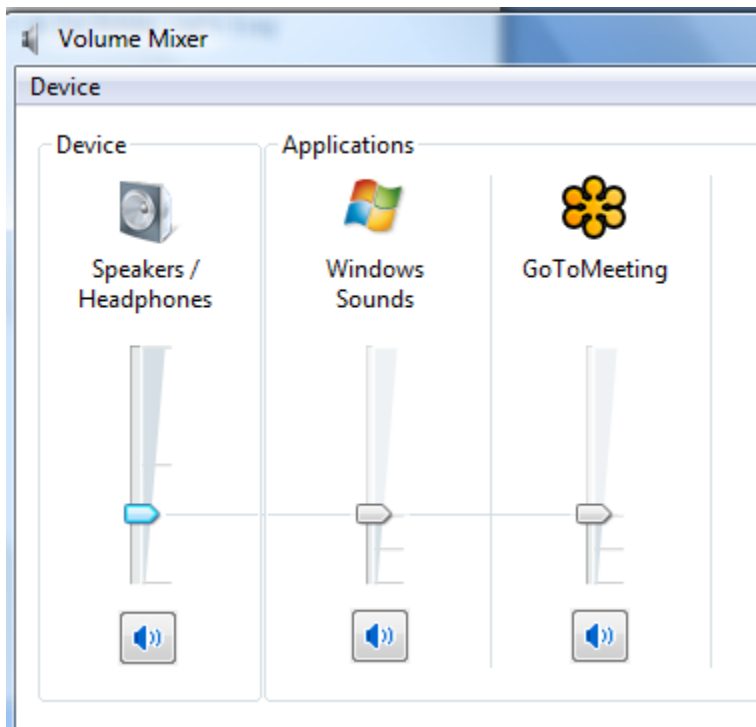 Volume Mixer
Device
Device
Applications
Speakers /
Headphones
Windows
Sounds
GoToMeeting